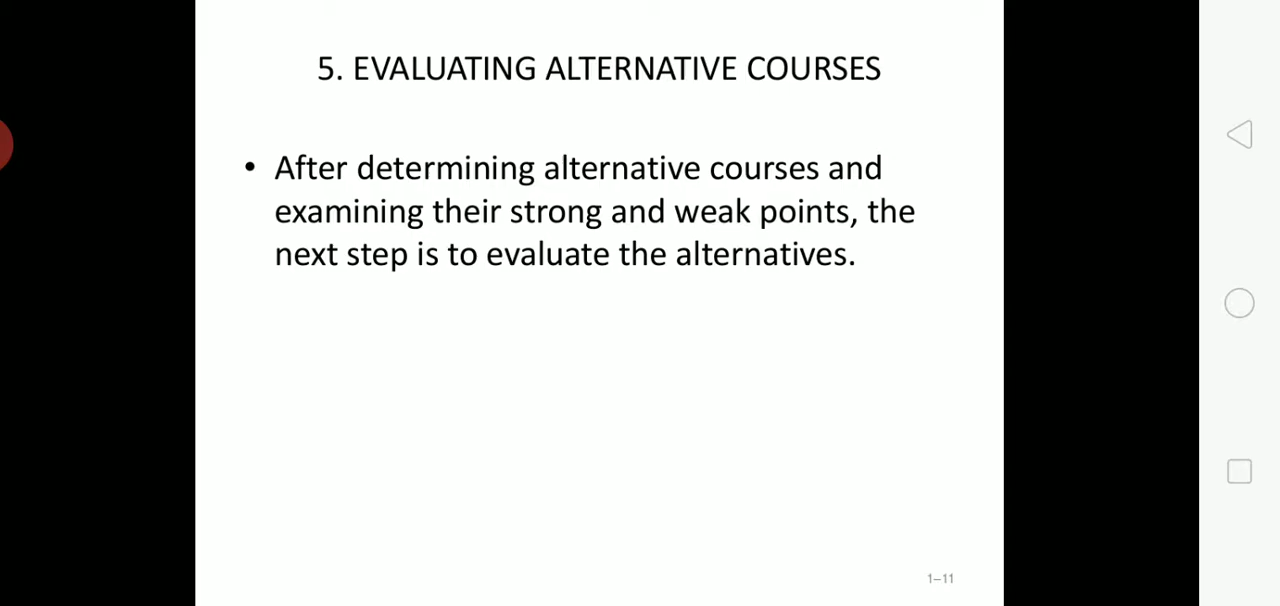 5. EVALUATING ALTERNATIVE COURSES
• After determining alternative courses and
examining their strong and weak points, the
next step is to evaluate the alternatives.
1–11